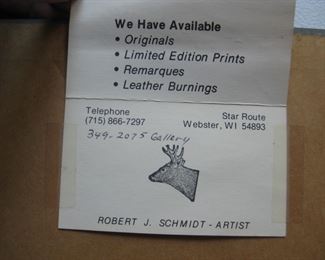 We Have Available
• Originals
• Limited Edition Prints
• Remarques
• Leather Burnings
Telephone
(715) 866-7297
Star Route
Webster, WI 54893
349-2075 Gallery
ROBERT J. SCHMIDT - ARTIST